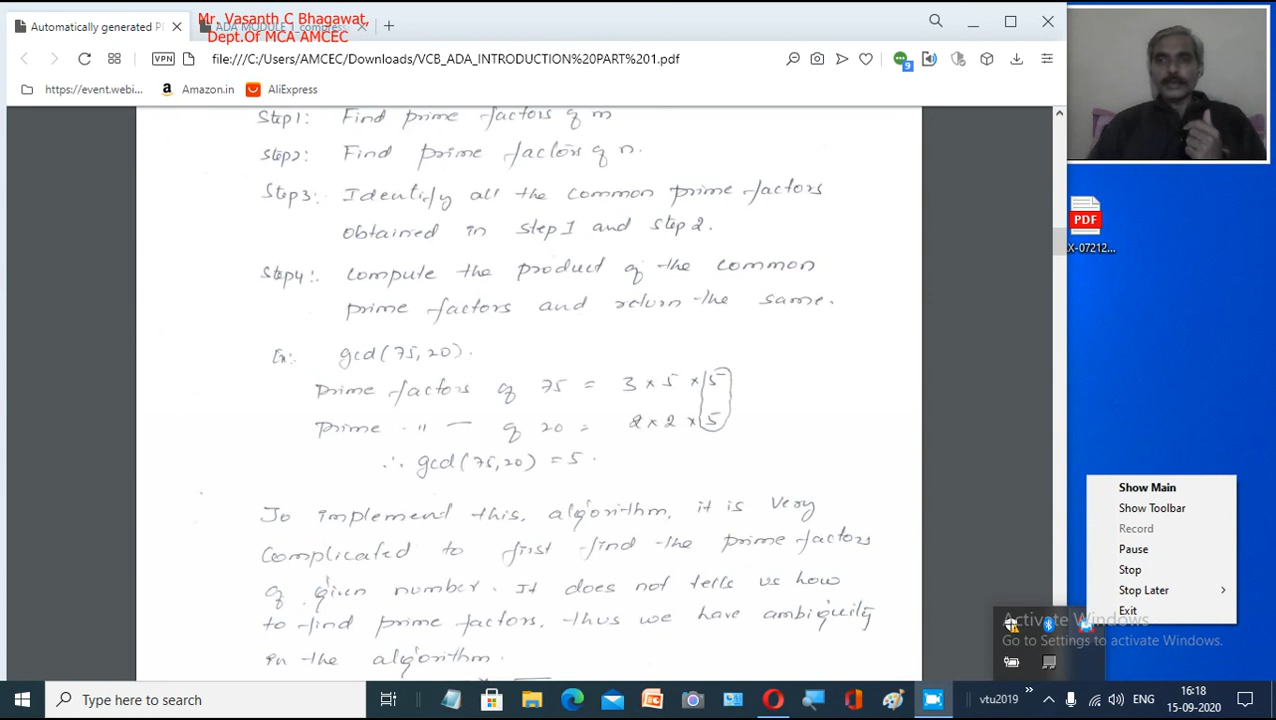 Mr. Vasanth C Bhagawat,
Dept.Of MCA AMCEC
Automatically generated P
ADA MODULE 1_compress
VPN
file:///C:/Users/AMCEC/Downloads/VCB_ADA_INTRODUCTION%20PART%201.pdf
9
https://event.webi...
Amazon.in
AliExpress
Step1: Find prime factors of m
Step2: Find prime factors of n.
Step3: Identify all the common prime factors
obtained in step 1 and step 2.
Step4: Compute the product of the common
prime factors and return the same.
Ex: gcd(75,20).
Prime factors of 75 = 3 × 5 × 5
Prime " — of 20 = 2 × 2 × 5
∴ gcd(75,20) = 5.
To implemend this, algorithm, it is very
complicated to first find the prime factors
of given number. It does not tells us how
to find prime factors, thus we have ambiguity
in the algorithm.
PDF
X-07212...
Show Main
Show Toolbar
Record
Pause
Stop
Stop Later
Exit
Activate Windows
Go to Settings to activate Windows.
Type here to search
vtu2019
ENG
16:18
15-09-2020